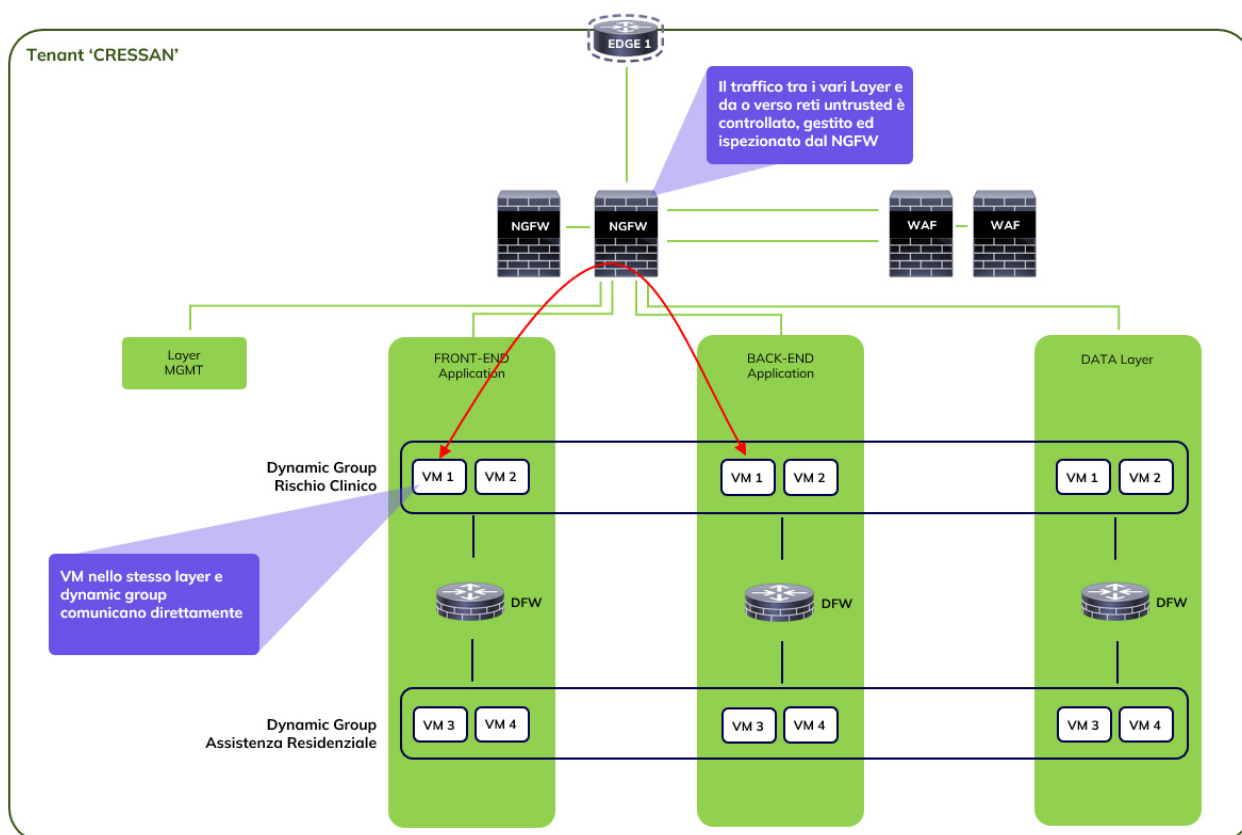 EDGE 1
Tenant ‘CRESSAN’
Il traffico tra i vari Layer e
da o verso reti untrusted è
controllato, gestito ed
ispezionato dal NGFW
NGFW
NGFW
WAF
WAF
Layer
MGMT
FRONT-END
Application
BACK-END
Application
DATA Layer
Dynamic Group
Rischio Clinico
VM 1
VM 2
VM 1
VM 2
VM 1
VM 2
VM nello stesso layer e
dynamic group
comunicano direttamente
DFW
DFW
DFW
Dynamic Group
Assistenza Residenziale
VM 3
VM 4
VM 3
VM 4
VM 3
VM 4